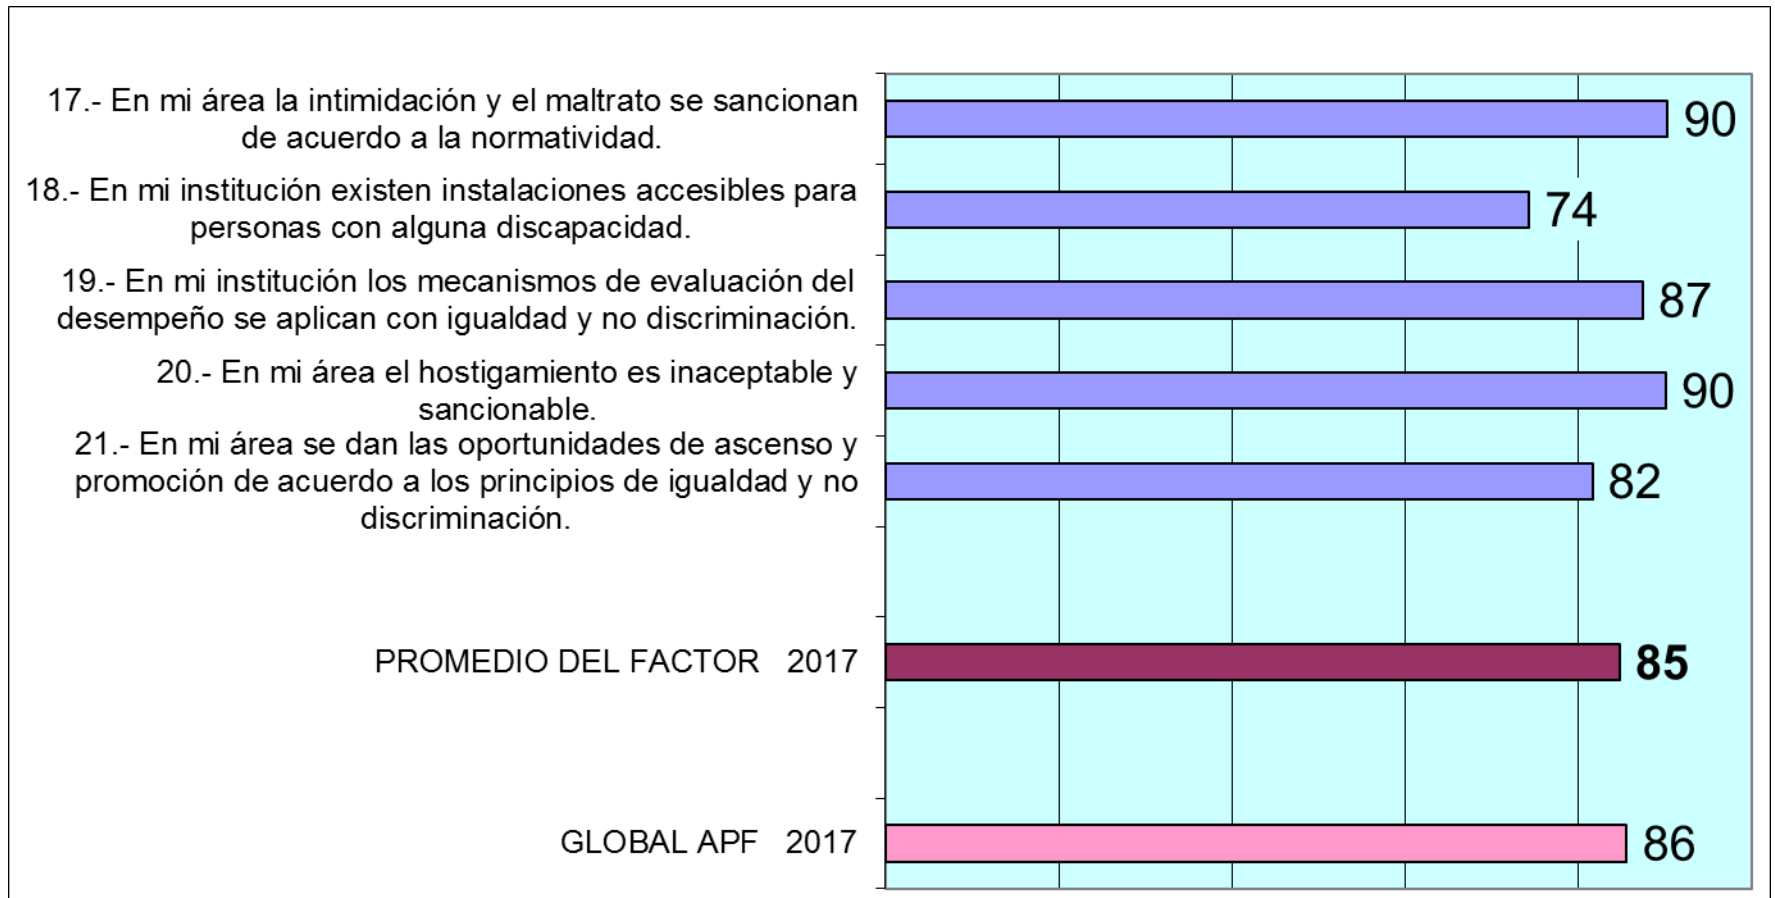 17.- En mi área la intimidación y el maltrato se sancionan
de acuerdo a la normatividad.
90
18.- En mi institución existen instalaciones accesibles para
personas con alguna discapacidad.
74
19.- En mi institución los mecanismos de evaluación del
desempeño se aplican con igualdad y no discriminación.
87
20.- En mi área el hostigamiento es inaceptable y
sancionable.
90
21.- En mi área se dan las oportunidades de ascenso y
promoción de acuerdo a los principios de igualdad y no
discriminación.
82
PROMEDIO DEL FACTOR 2017
85
GLOBAL APF 2017
86